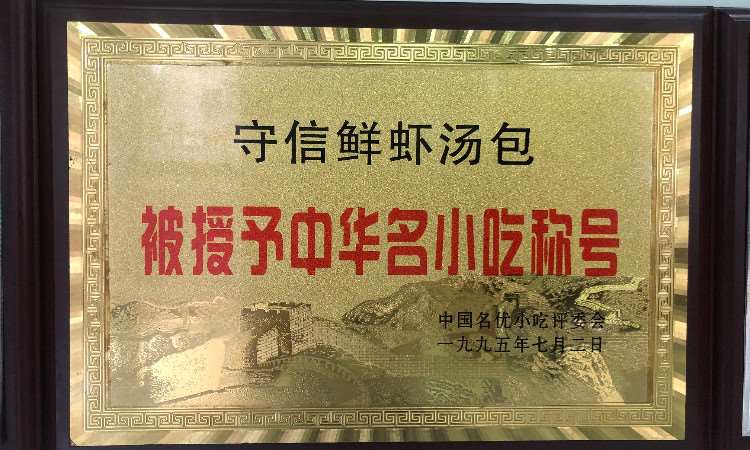 守信鲜虾汤包
被授予中华名小吃称号
中国名优小吃评委会
一九九五年七月二日